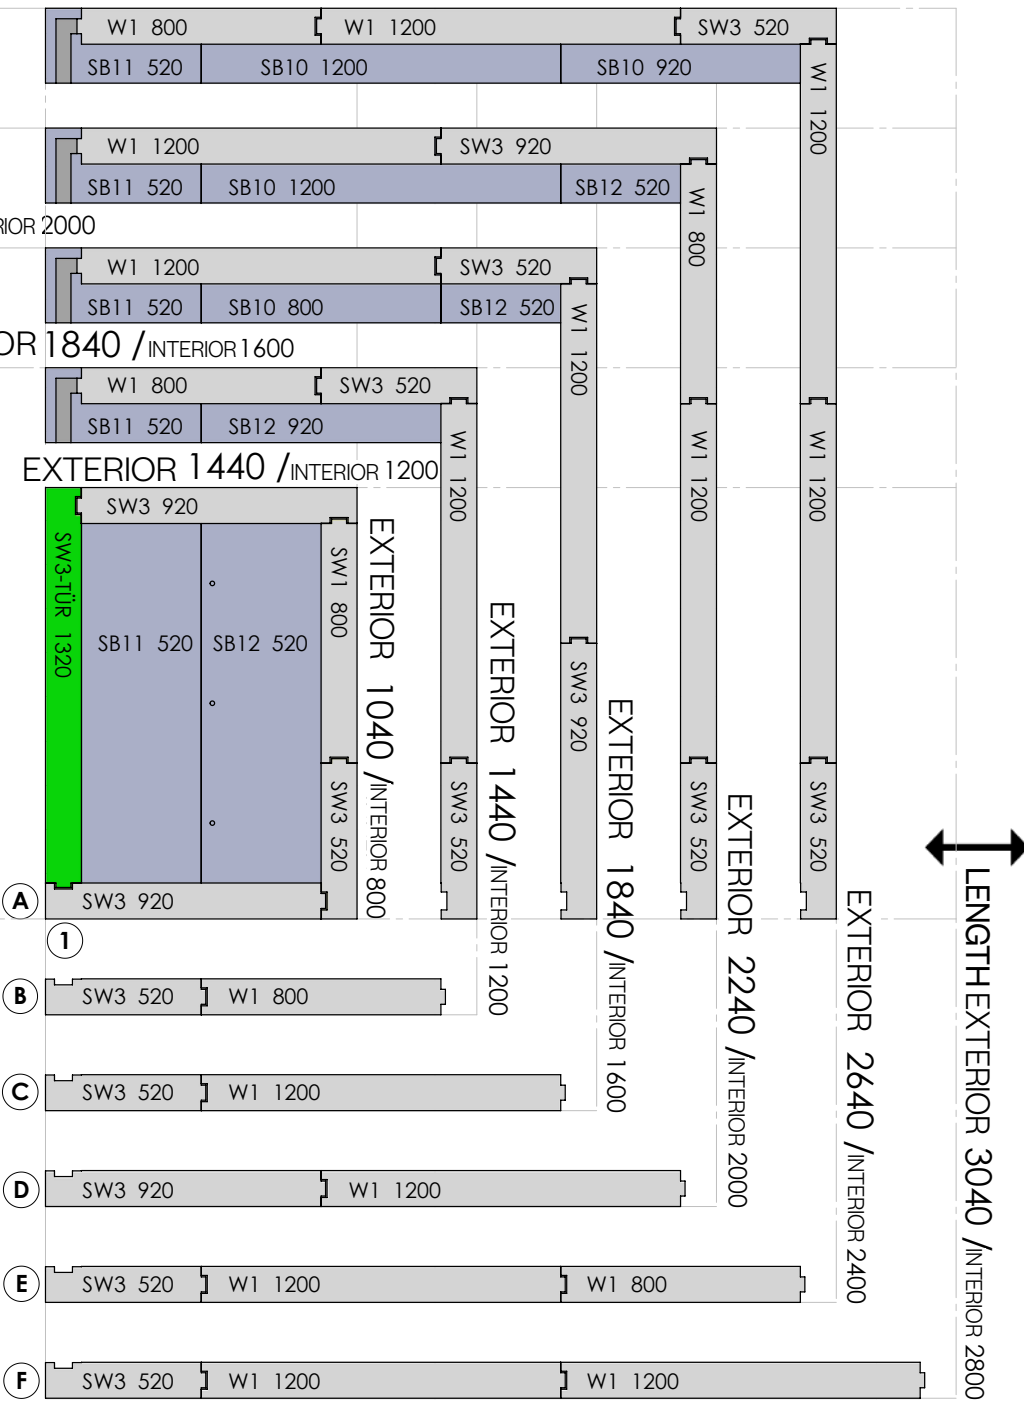 W1 800 W1 1200 SW3 520
SB11 520 SB10 1200 SB10 920
W1 1200
W1 1200 SW3 920
SB11 520 SB10 1200 SB12 520
W1 800
RIOR 2000
W1 1200 SW3 520
SB11 520 SB10 800 SB12 520
W1 1200
OR 1840 / INTERIOR 1600
W1 800 SW3 520
SB11 520 SB12 920
W1 1200
W1 1200
W1 1200
EXTERIOR 1440 / INTERIOR 1200
SW3 920
SW3-TÜR 1320
SB11 520 SB12 520
SW1 800
SW3 520
EXTERIOR 1040 / INTERIOR 800
SW3 520
EXTERIOR 1440 / INTERIOR 1200
SW3 920
EXTERIOR 1840 / INTERIOR 1600
SW3 520
EXTERIOR 2240 / INTERIOR 2000
SW3 520
EXTERIOR 2640 / INTERIOR 2400
LENGTH EXTERIOR 3040 / INTERIOR 2800
A SW3 920
1
B SW3 520 W1 800
C SW3 520 W1 1200
D SW3 920 W1 1200
E SW3 520 W1 1200 W1 800
F SW3 520 W1 1200 W1 1200